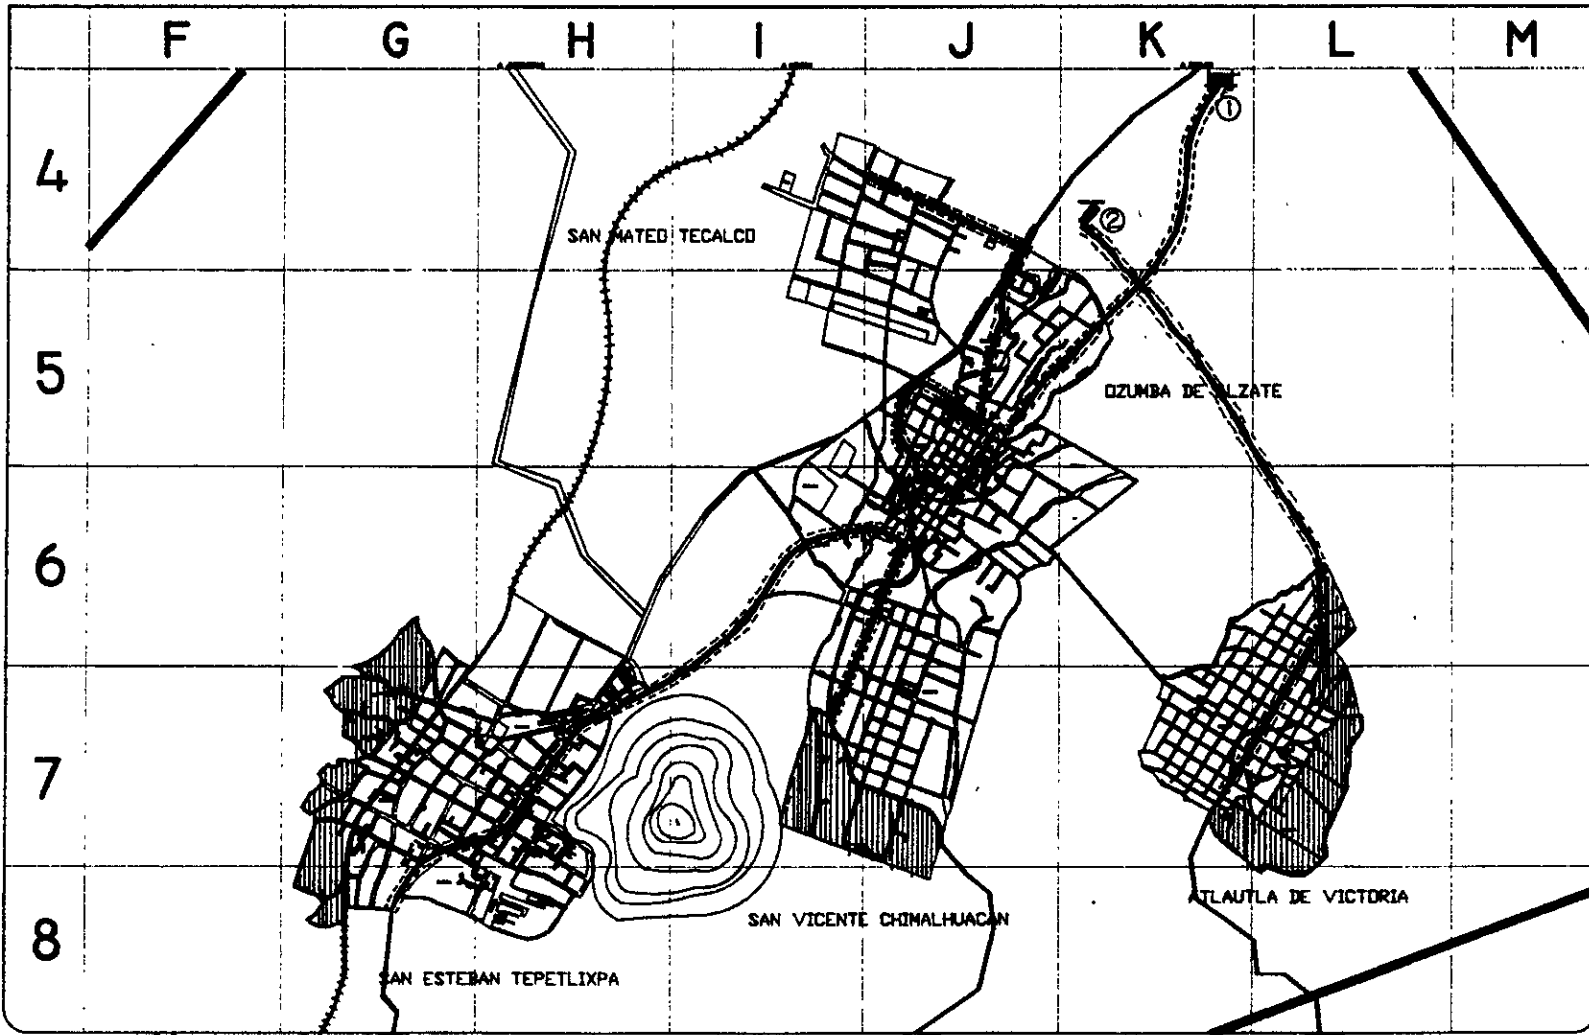 F G H I J K L M
4
①
②
SAN MATEO TECALCO
5
OZUMBA DE ALZATE
6
7
ATLAUTLA DE VICTORIA
SAN VICENTE CHIMALHUACAN
8
SAN ESTEBAN TEPETLIXPA